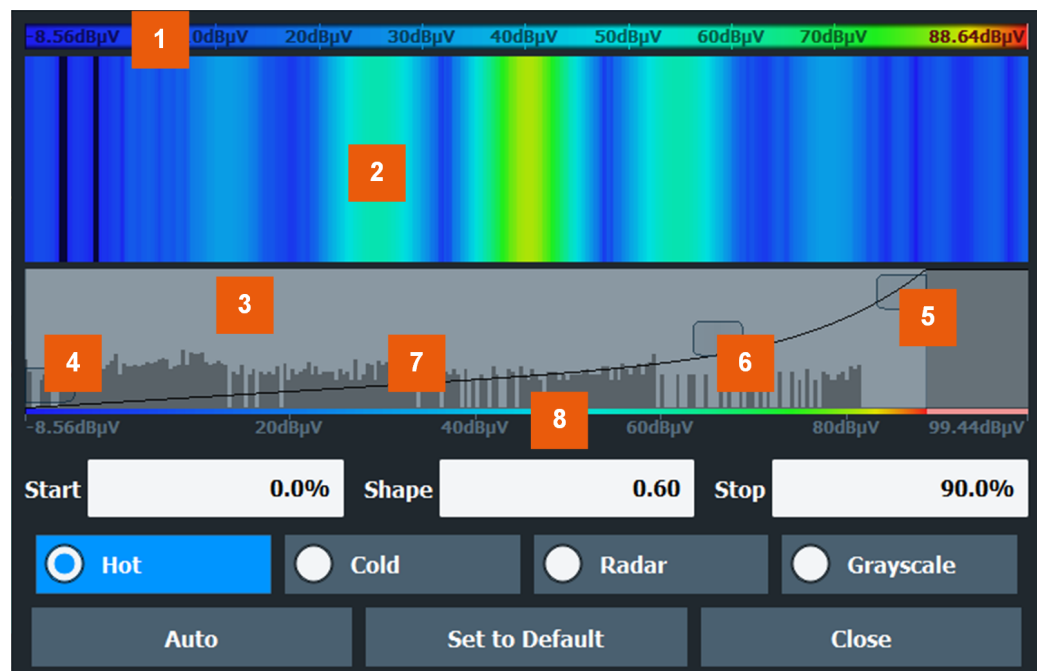 -8.56dBµV 1 0dBµV 20dBµV 30dBµV 40dBµV 50dBµV 60dBµV 70dBµV 88.64dBµV
2
3
5
4 7 6
8
-8.56dBµV 20dBµV 40dBµV 60dBµV 80dBµV 99.44dBµV
Start 0.0% Shape 0.60 Stop 90.0%
Hot Cold Radar Grayscale
Auto Set to Default Close